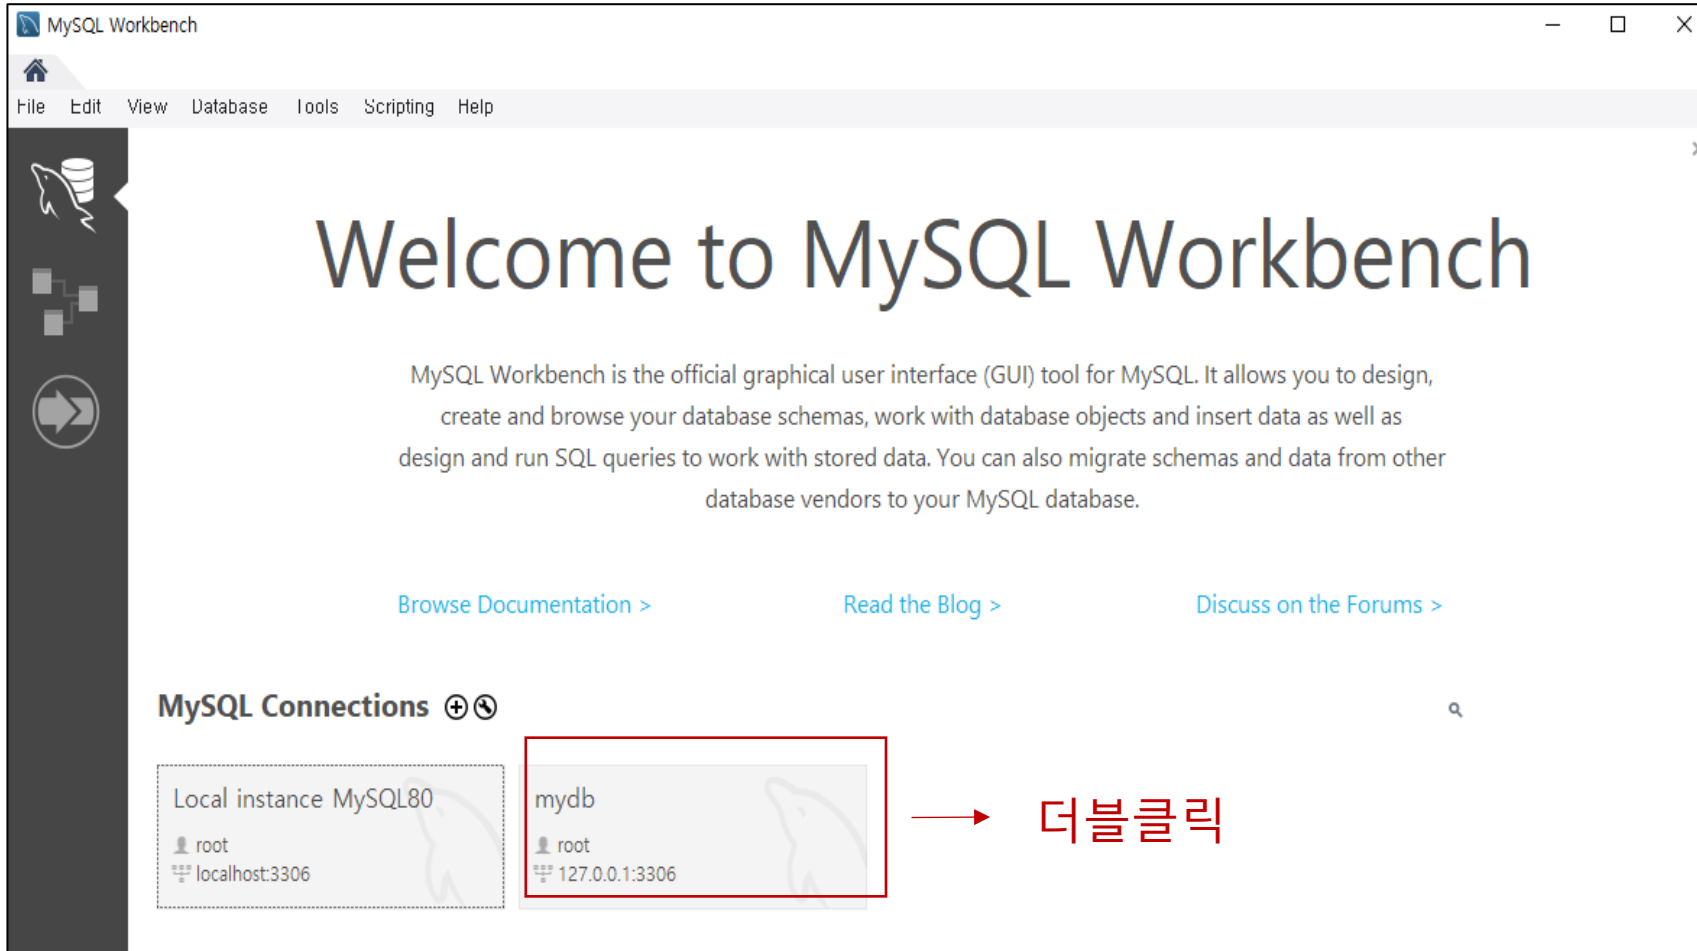 MySQL Workbench
File Edit View Database Tools Scripting Help
Welcome to MySQL Workbench
MySQL Workbench is the official graphical user interface (GUI) tool for MySQL. It allows you to design,
create and browse your database schemas, work with database objects and insert data as well as
design and run SQL queries to work with stored data. You can also migrate schemas and data from other
database vendors to your MySQL database.
Browse Documentation > Read the Blog > Discuss on the Forums >
MySQL Connections
Local instance MySQL80
root
localhost:3306
mydb
root
127.0.0.1:3306
더블클릭